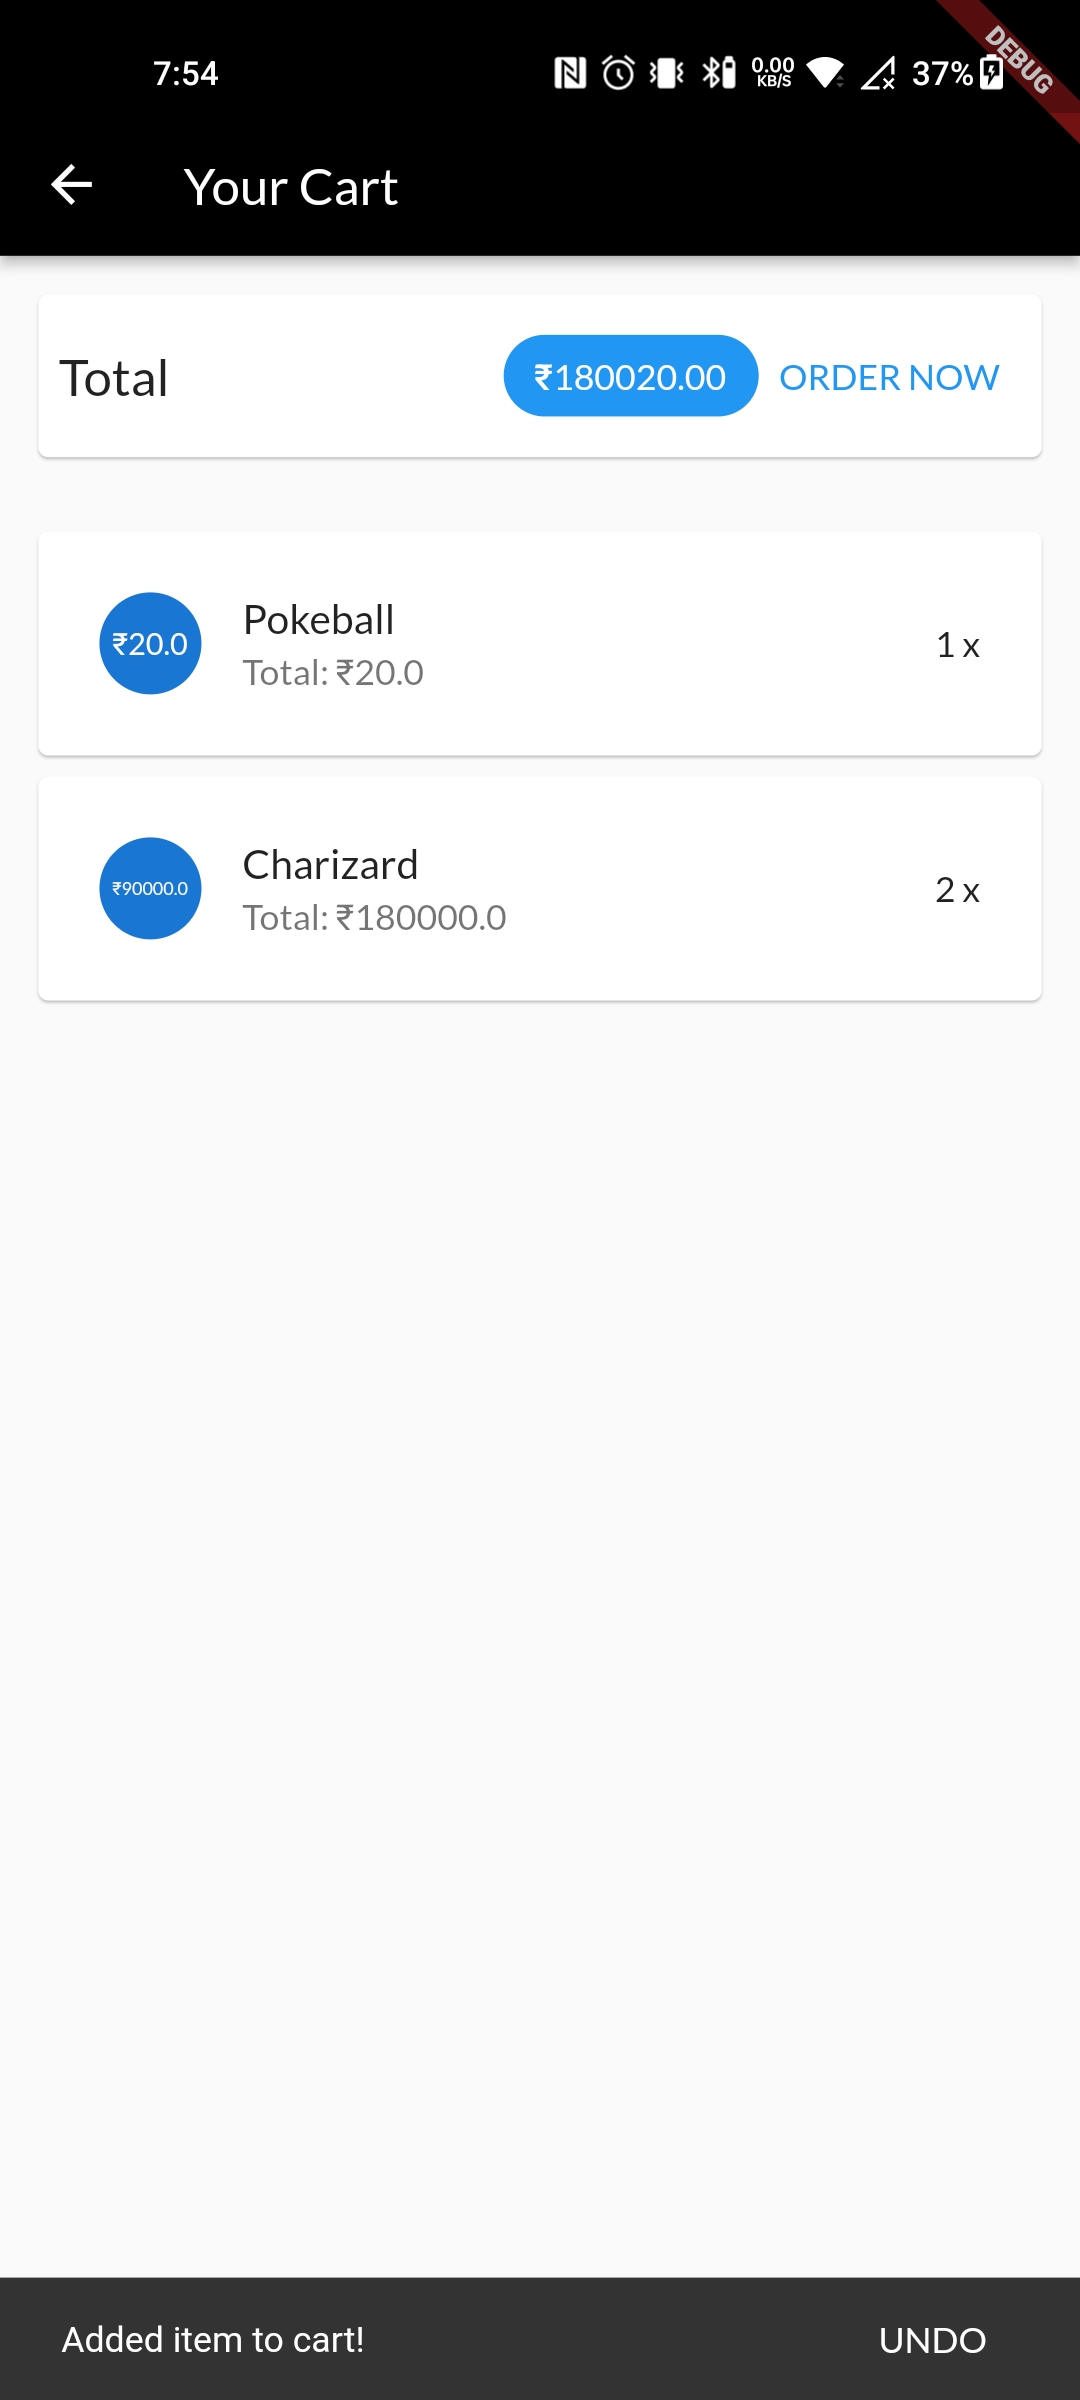 7:54
0.00
KB/S
37%
DEBUG
Your Cart
Total
₹180020.00
ORDER NOW
₹20.0
Pokeball
Total: ₹20.0
1 x
₹90000.0
Charizard
Total: ₹180000.0
2 x
Added item to cart!
UNDO